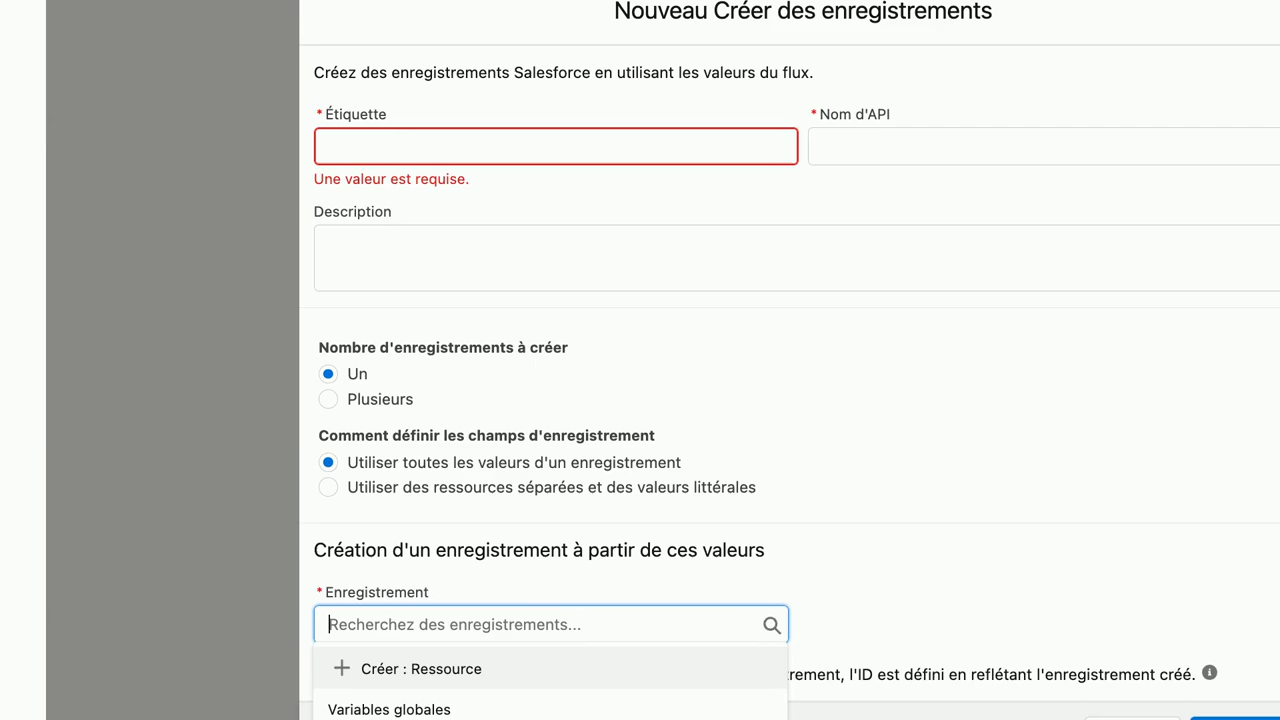 Nouveau Créer des enregistrements
Créez des enregistrements Salesforce en utilisant les valeurs du flux.
* Étiquette
* Nom d'API
Une valeur est requise.
Description
Nombre d'enregistrements à créer
Un
Plusieurs
Comment définir les champs d'enregistrement
Utiliser toutes les valeurs d'un enregistrement
Utiliser des ressources séparées et des valeurs littérales
Création d'un enregistrement à partir de ces valeurs
* Enregistrement
Recherchez des enregistrements...
Créer : Ressource
rement, l'ID est défini en reflétant l'enregistrement créé.
Variables globales